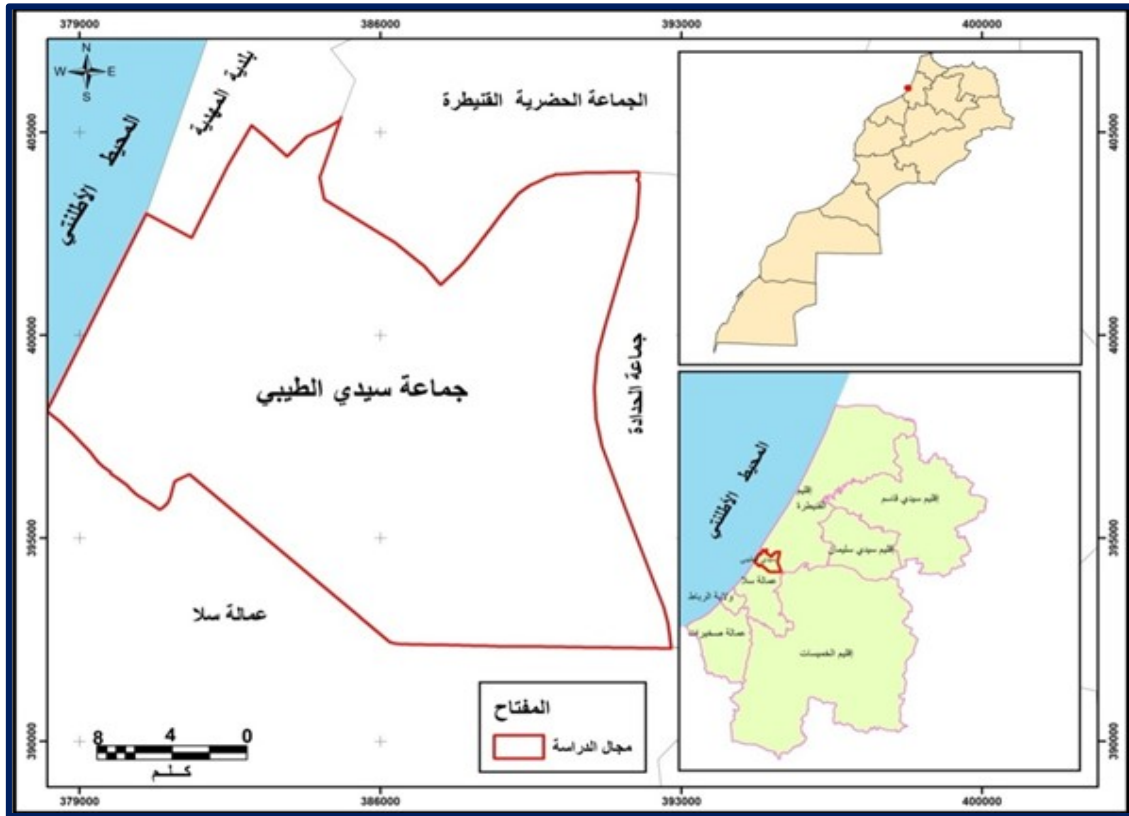 379000 386000 393000 400000
N
W E
S
405000
405000
بلدية المهدية
الجماعة الحضرية القنيطرة
المحيط الأطلنتي
400000
400000
جماعة سيدي الطيبي
جماعة الحدادة
المحيط الأطلنتي
إقليم سيدي قاسم
إقليم
القنيطرة
395000
395000
إقليم سيدي سليمان
عمالة سلا
ولاية الرباط
عمالة سلا
عمالة صخيرات
إقليم الخميسات
المفتاح
مجال الدراسة
8 4 0
كـلـم
390000
390000
379000 386000 393000 400000